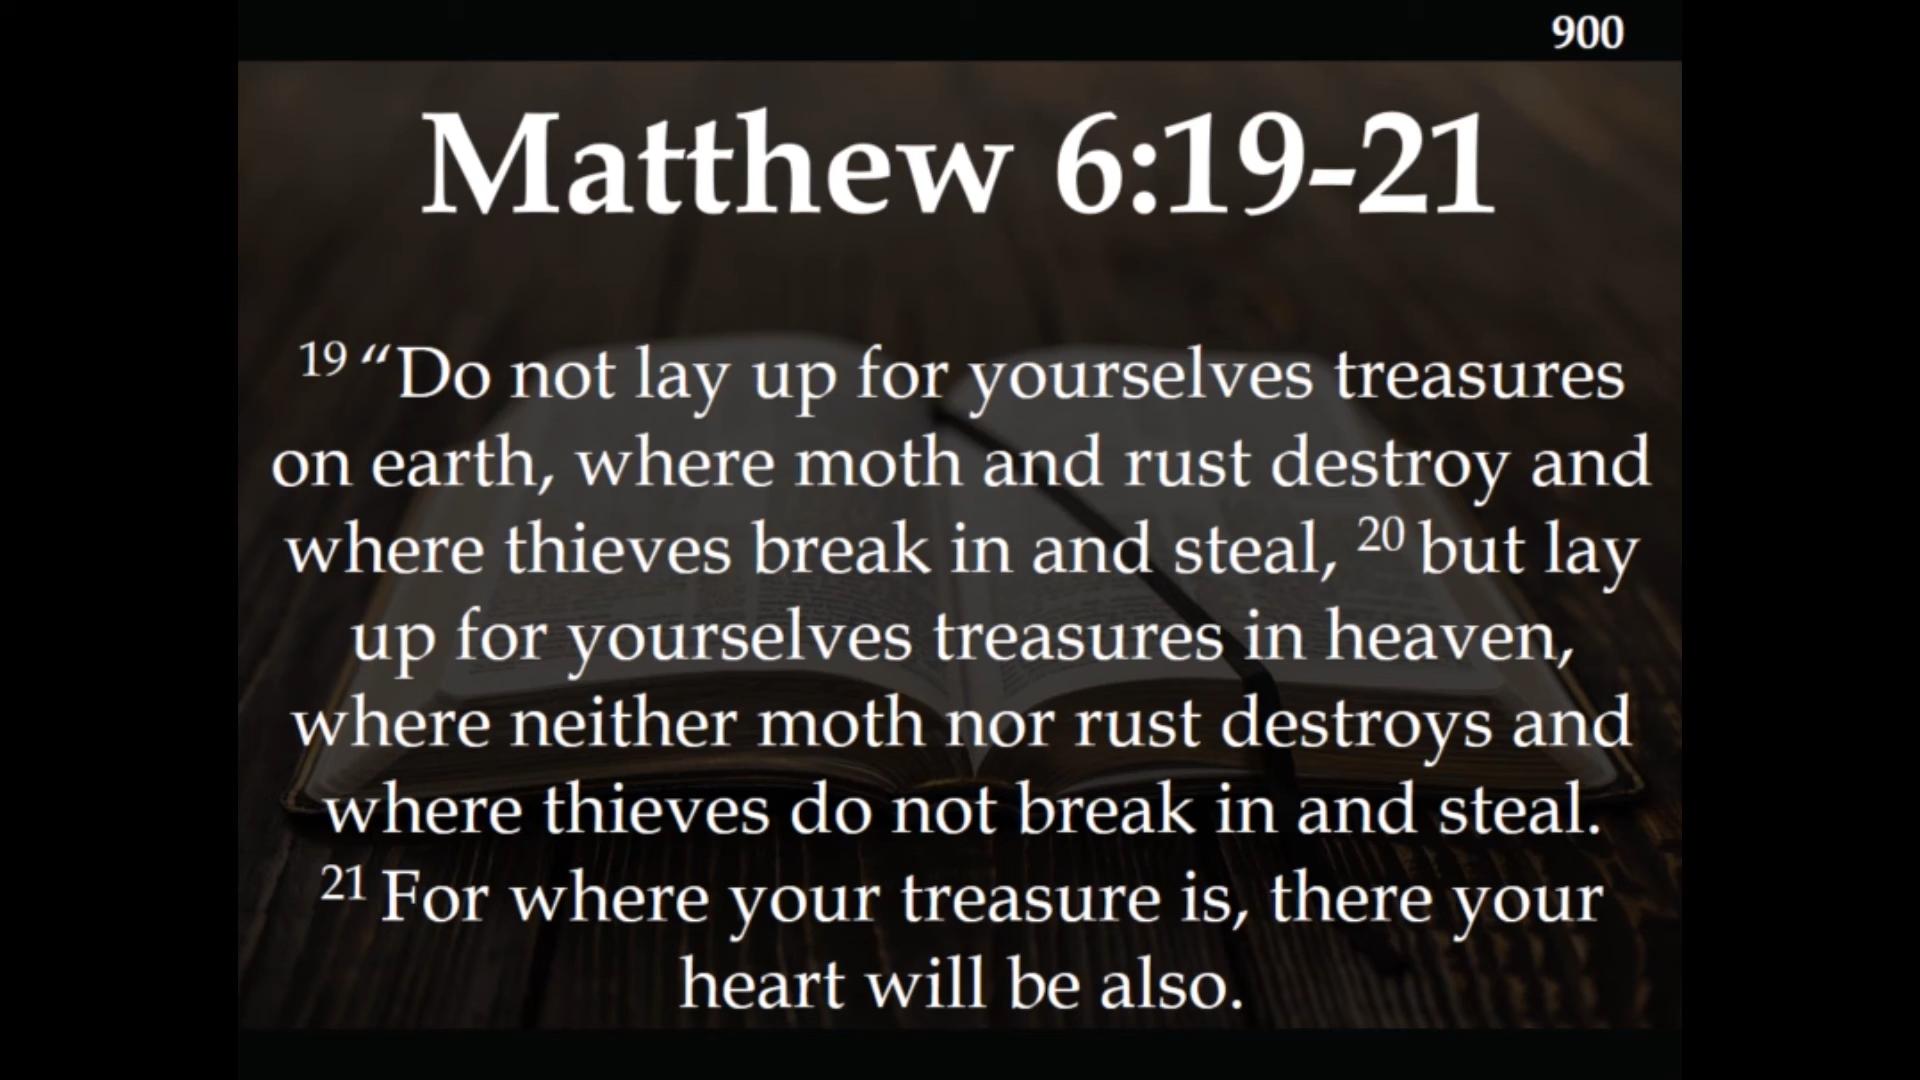 900
Matthew 6:19-21
19 “Do not lay up for yourselves treasures
on earth, where moth and rust destroy and
where thieves break in and steal, 20 but lay
up for yourselves treasures in heaven,
where neither moth nor rust destroys and
where thieves do not break in and steal.
21 For where your treasure is, there your
heart will be also.